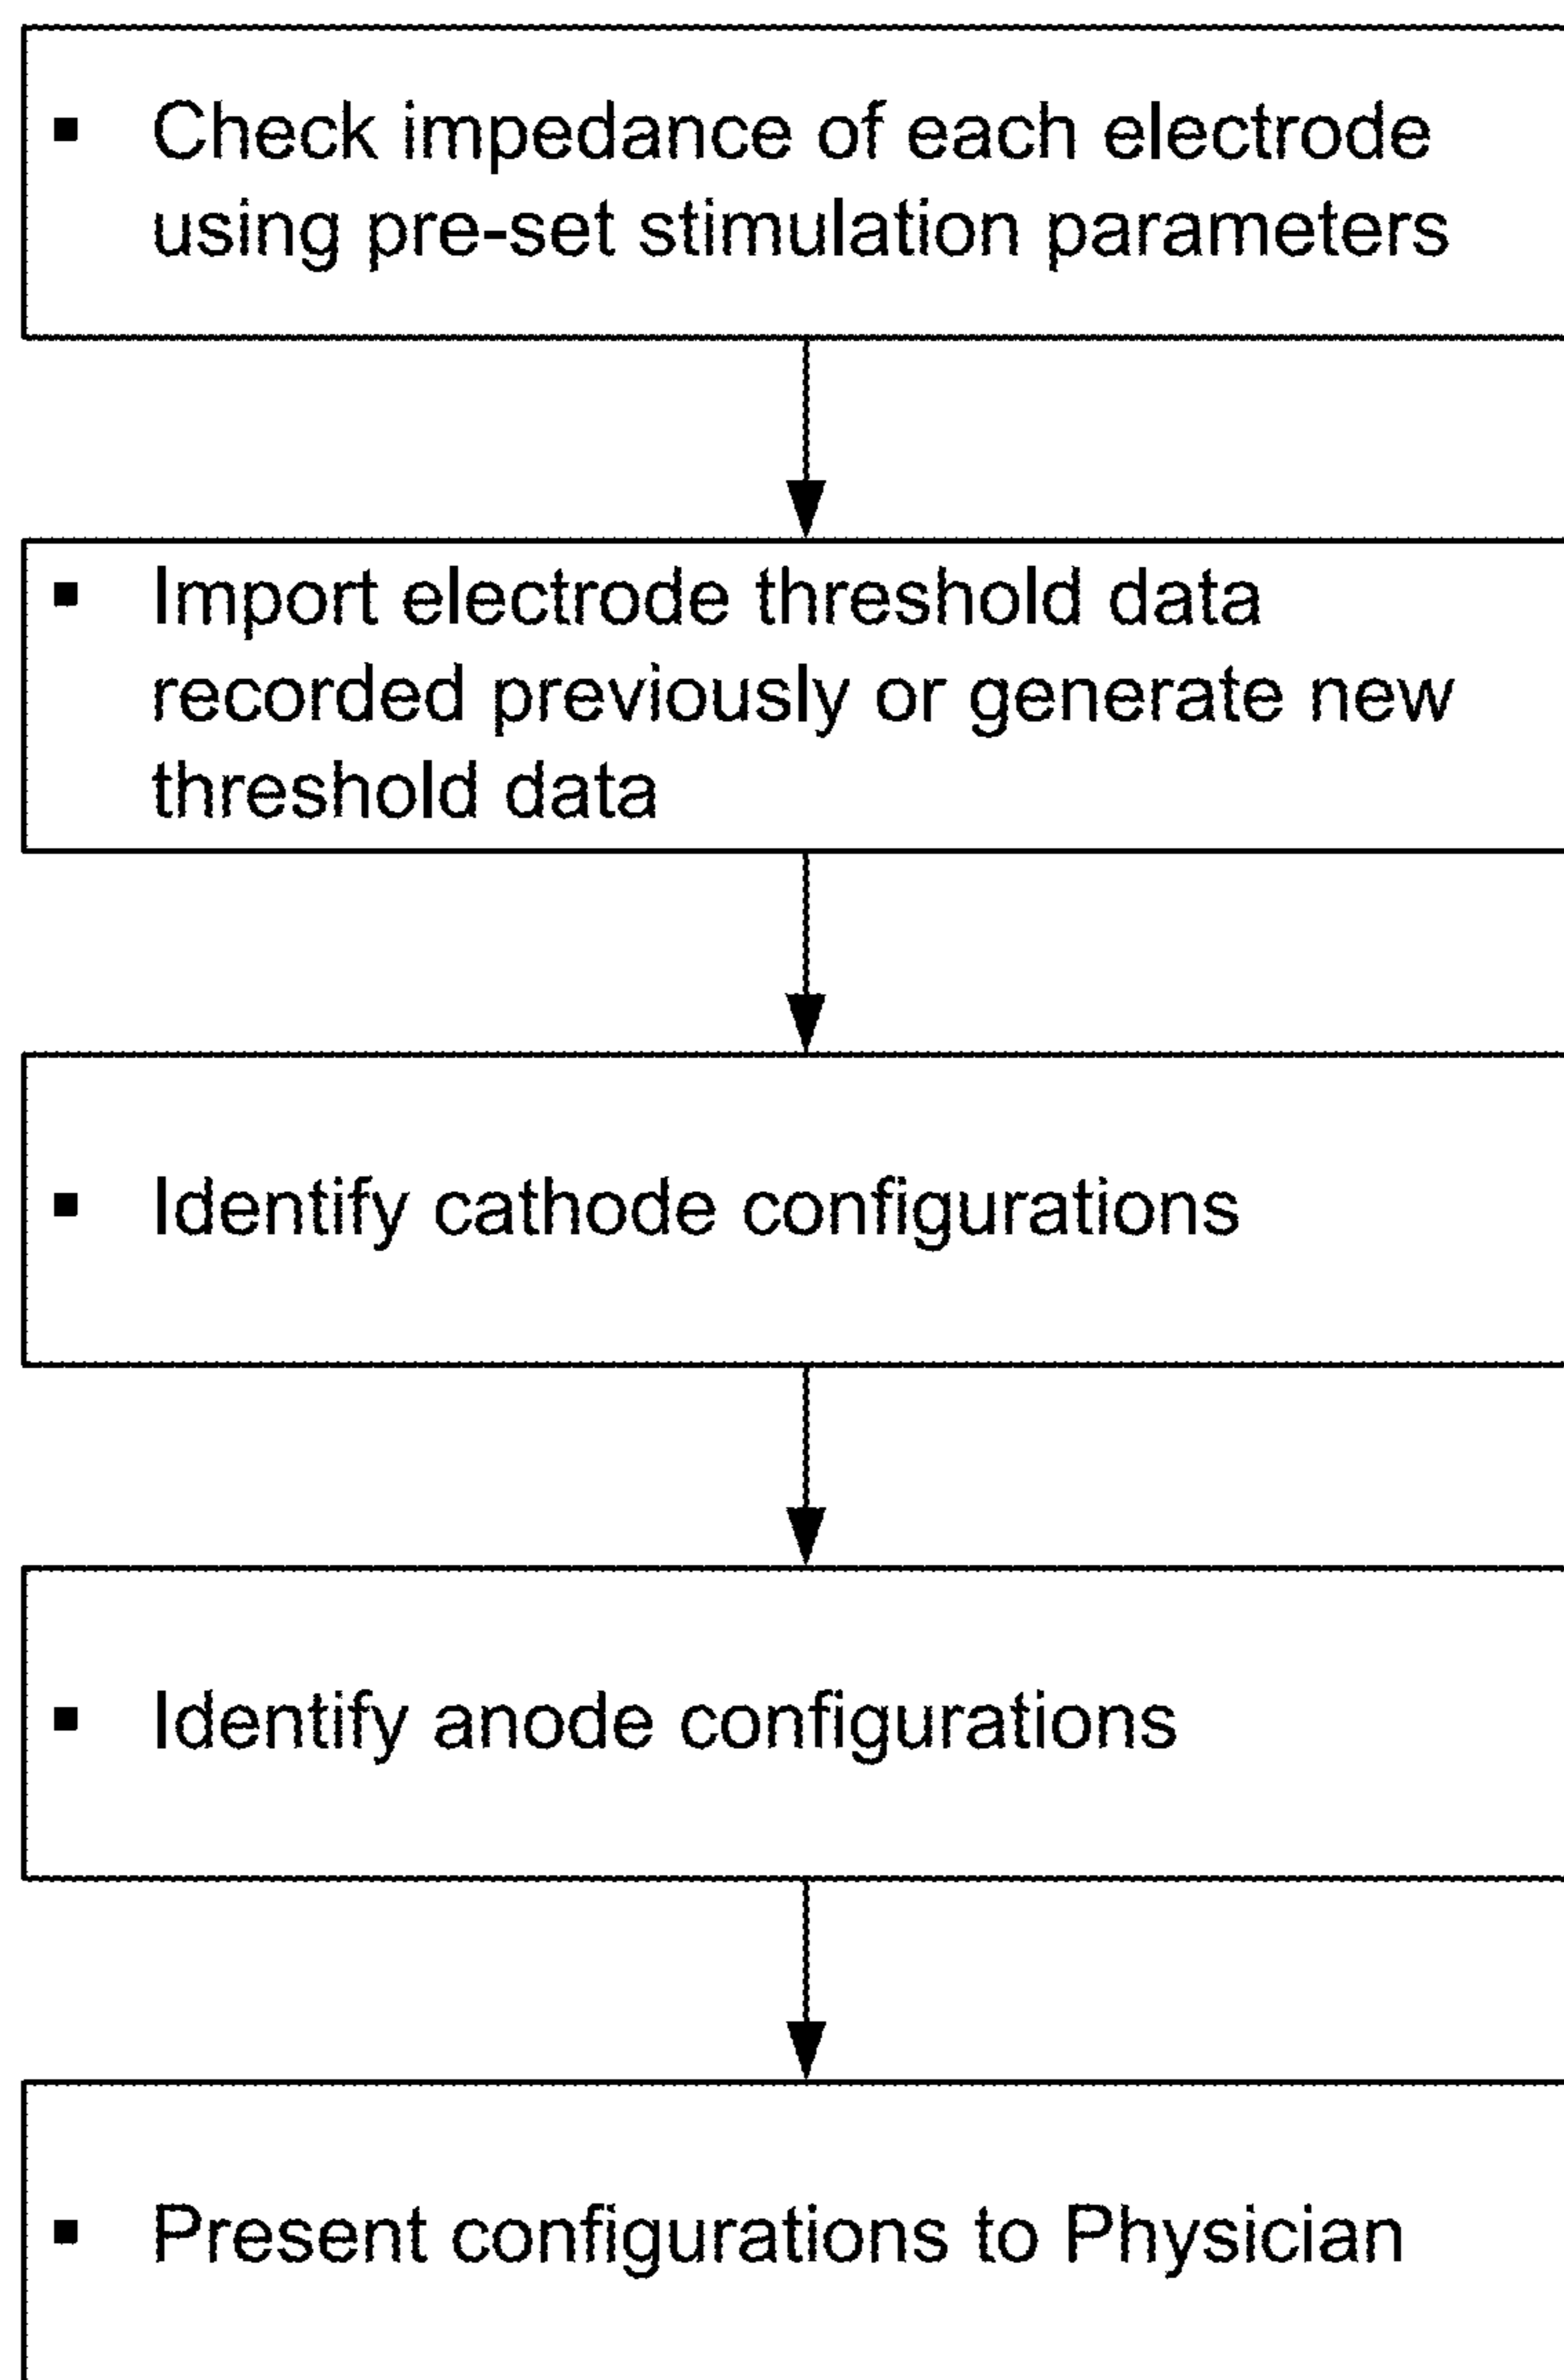 ▪ Check impedance of each electrode
using pre-set stimulation parameters
▪ Import electrode threshold data
recorded previously or generate new
threshold data
▪ Identify cathode configurations
▪ Identify anode configurations
▪ Present configurations to Physician